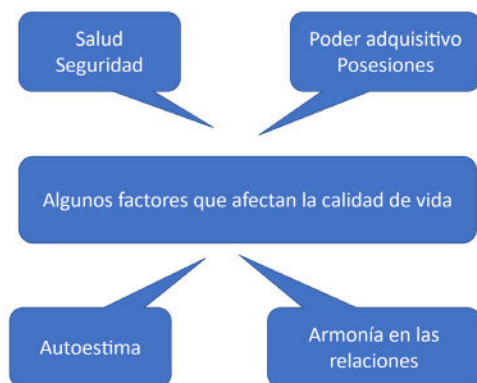 Salud
Seguridad
Poder adquisitivo
Posesiones
Algunos factores que afectan la calidad de vida
Autoestima
Armonía en las
relaciones